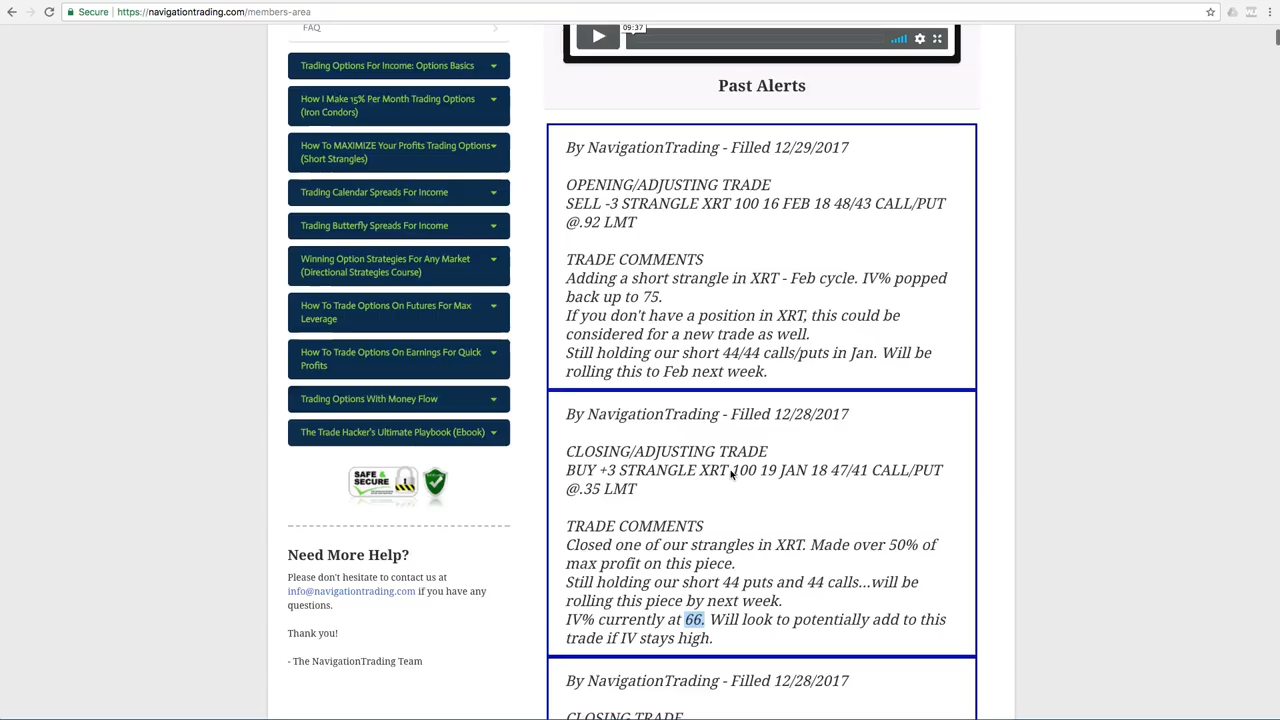 Secure
https://navigationtrading.com/members-area
FAQ
Trading Options For Income: Options Basics
How I Make 15% Per Month Trading Options
(Iron Condors)
How To MAXIMIZE Your Profits Trading Options
(Short Strangles)
Trading Calendar Spreads For Income
Trading Butterfly Spreads For Income
Winning Option Strategies For Any Market
(Directional Strategies Course)
How To Trade Options On Futures For Max
Leverage
How To Trade Options On Earnings For Quick
Profits
Trading Options With Money Flow
The Trade Hacker's Ultimate Playbook (Ebook)
SAFE &
SECURE
Need More Help?
Please don't hesitate to contact us at
info@navigationtrading.com if you have any
questions.
Thank you!
- The NavigationTrading Team
09:37
Past Alerts
By NavigationTrading - Filled 12/29/2017
OPENING/ADJUSTING TRADE
SELL -3 STRANGLE XRT 100 16 FEB 18 48/43 CALL/PUT
@.92 LMT
TRADE COMMENTS
Adding a short strangle in XRT - Feb cycle. IV% popped
back up to 75.
If you don't have a position in XRT, this could be
considered for a new trade as well.
Still holding our short 44/44 calls/puts in Jan. Will be
rolling this to Feb next week.
By NavigationTrading - Filled 12/28/2017
CLOSING/ADJUSTING TRADE
BUY +3 STRANGLE XRT 100 19 JAN 18 47/41 CALL/PUT
@.35 LMT
TRADE COMMENTS
Closed one of our strangles in XRT. Made over 50% of
max profit on this piece.
Still holding our short 44 puts and 44 calls...will be
rolling this piece by next week.
IV% currently at 66. Will look to potentially add to this
trade if IV stays high.
By NavigationTrading - Filled 12/28/2017
CLOSING TRADE